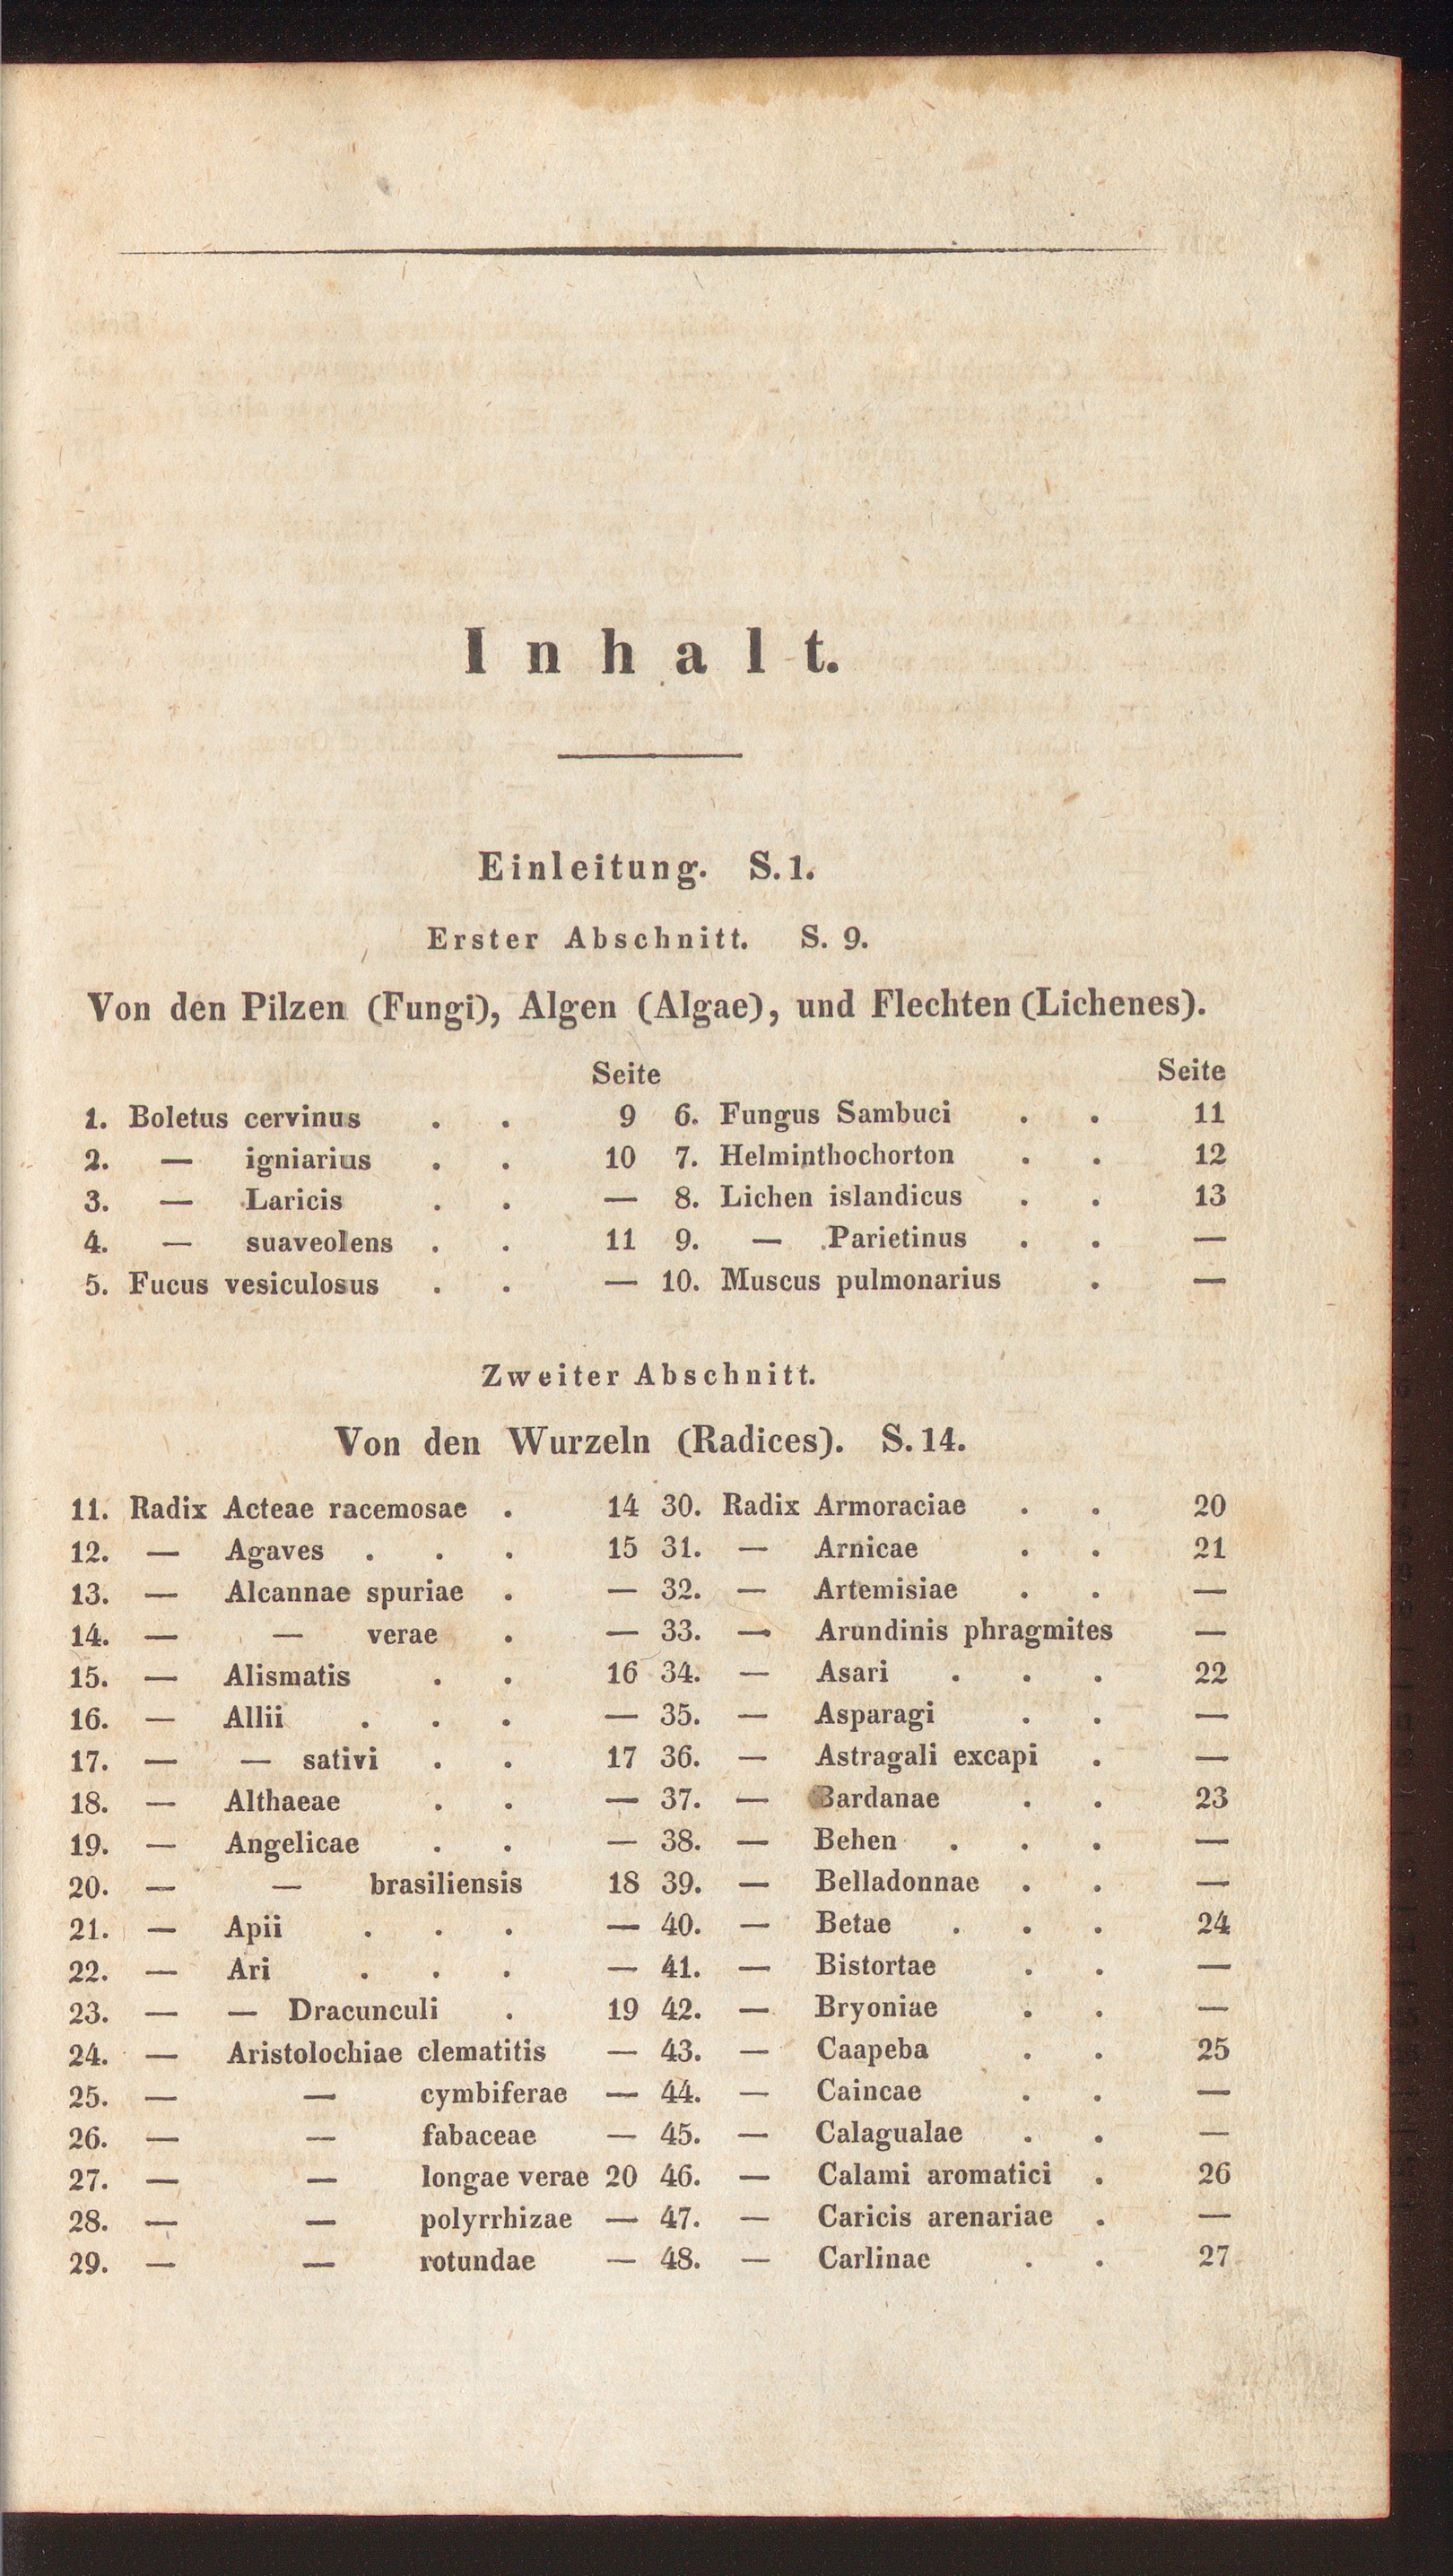 Inhalt.
Einleitung. S. 1.
Erster Abschnitt. S. 9.
Von den Pilzen (Fungi), Algen (Algae), und Flechten (Lichenes).
Seite
1. Boletus cervinus . . 9
2. — igniarius . . 10
3. — Laricis . . —
4. — suaveolens . . 11
5. Fucus vesiculosus . . —
Seite
6. Fungus Sambuci . . 11
7. Helminthochorton . . 12
8. Lichen islandicus . . 13
9. — Parietinus . . —
10. Muscus pulmonarius . —
Zweiter Abschnitt.
Von den Wurzeln (Radices). S. 14.
11. Radix Acteae racemosae . 14
12. — Agaves . . . 15
13. — Alcannae spuriae . —
14. — — verae . —
15. — Alismatis . . 16
16. — Allii . . . —
17. — — sativi . . 17
18. — Althaeae . . —
19. — Angelicae . . —
20. — — brasiliensis 18
21. — Apii . . . —
22. — Ari . . . —
23. — — Dracunculi . 19
24. — Aristolochiae clematitis —
25. — — cymbiferae —
26. — — fabaceae —
27. — — longae verae 20
28. — — polyrrhizae —
29. — — rotundae —
30. Radix Armoraciae . . 20
31. — Arnicae . . 21
32. — Artemisiae . . —
33. — Arundinis phragmites —
34. — Asari . . . 22
35. — Asparagi . . —
36. — Astragali excapi . —
37. — Bardanae . . 23
38. — Behen . . . —
39. — Belladonnae . . —
40. — Betae . . . 24
41. — Bistortae . . —
42. — Bryoniae . . —
43. — Caapeba . . 25
44. — Caincae . . —
45. — Calagualae . . —
46. — Calami aromatici . 26
47. — Caricis arenariae . —
48. — Carlinae . . 27